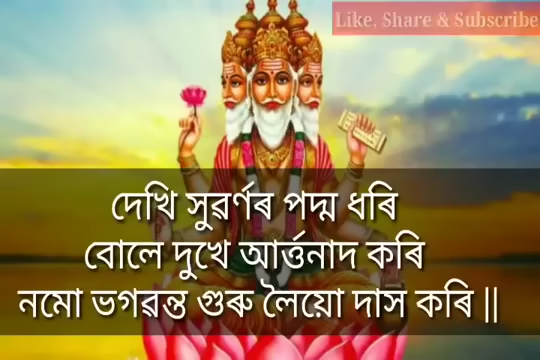 Like, Share & Subscribe
দেখি সুৱৰ্ণৰ পদ্ম ধৰি
বোলে দুখে আৰ্ত্তনাদ কৰি
নমো ভগৱন্ত গুৰু লৈয়ো দাস কৰি ||